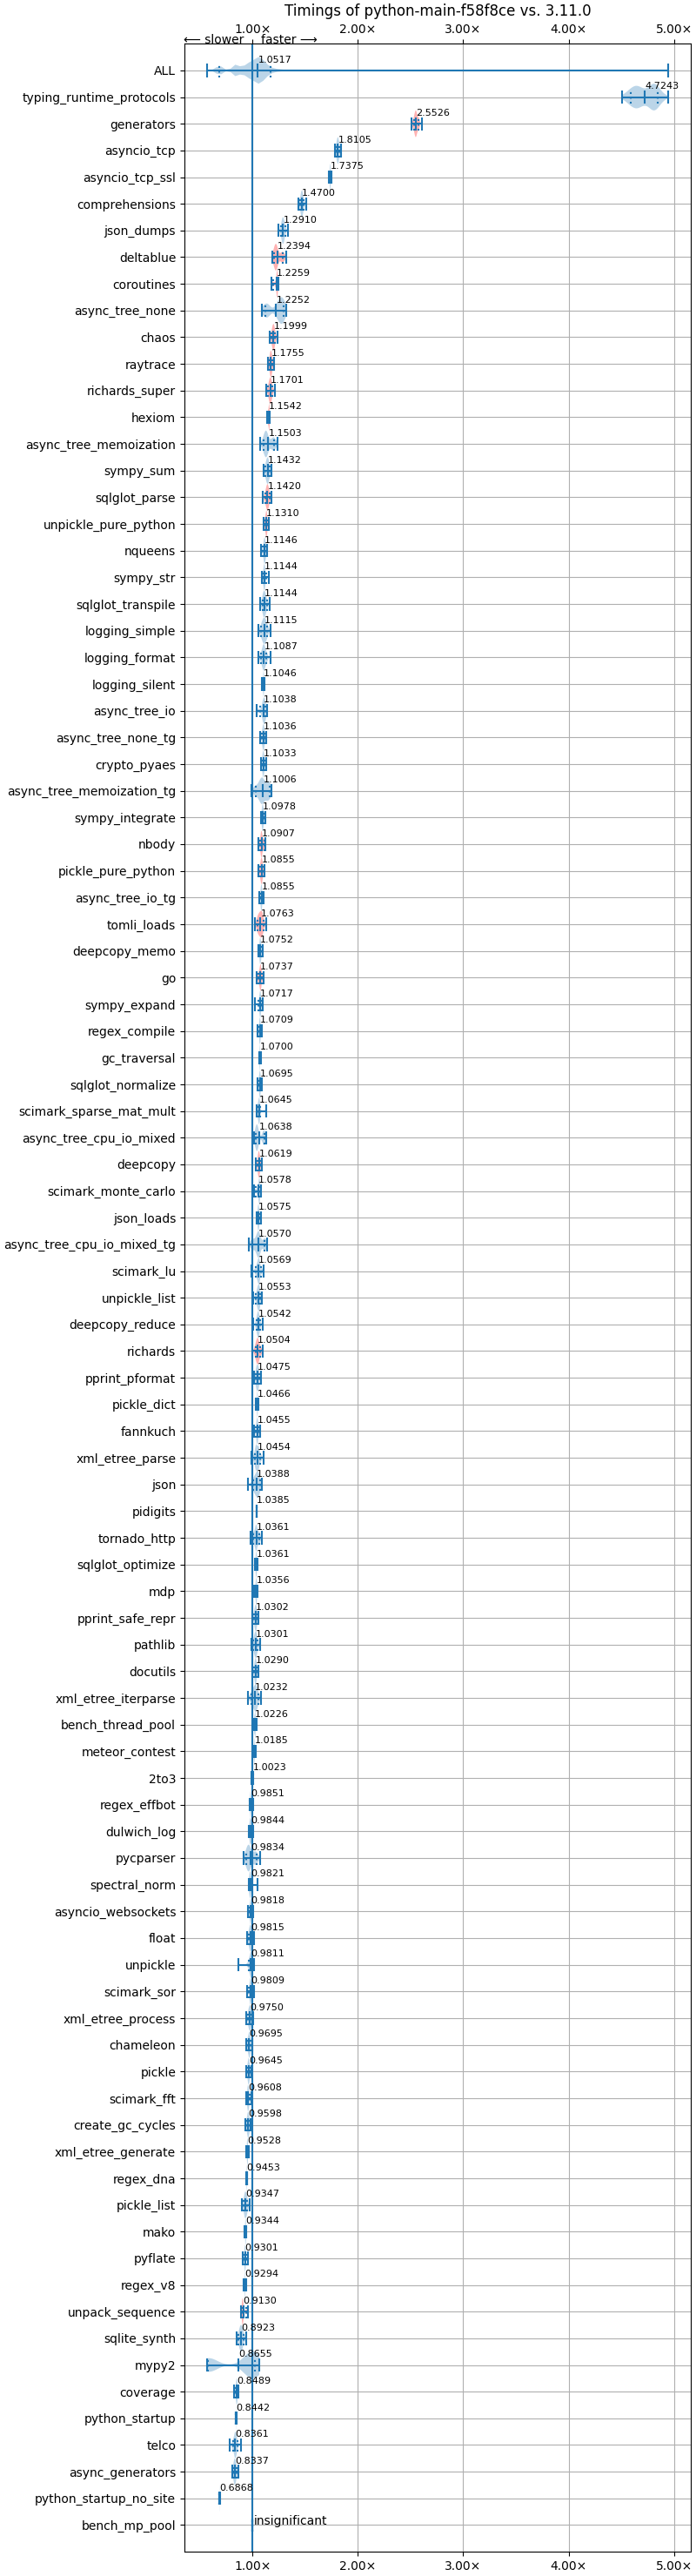 Timings of python-main-f58f8ce vs. 3.11.0
1.00× 2.00× 3.00× 4.00× 5.00×
⟵ slower faster ⟶
ALL 1.0517
typing_runtime_protocols 4.7243
generators 2.5526
asyncio_tcp 1.8105
asyncio_tcp_ssl 1.7375
comprehensions 1.4700
json_dumps 1.2910
deltablue 1.2394
coroutines 1.2259
async_tree_none 1.2252
chaos 1.1999
raytrace 1.1755
richards_super 1.1701
hexiom 1.1542
async_tree_memoization 1.1503
sympy_sum 1.1432
sqlglot_parse 1.1420
unpickle_pure_python 1.1310
nqueens 1.1146
sympy_str 1.1144
sqlglot_transpile 1.1144
logging_simple 1.1115
logging_format 1.1087
logging_silent 1.1046
async_tree_io 1.1038
async_tree_none_tg 1.1036
crypto_pyaes 1.1033
async_tree_memoization_tg 1.1006
sympy_integrate 1.0978
nbody 1.0907
pickle_pure_python 1.0855
async_tree_io_tg 1.0855
tomli_loads 1.0763
deepcopy_memo 1.0752
go 1.0737
sympy_expand 1.0717
regex_compile 1.0709
gc_traversal 1.0700
sqlglot_normalize 1.0695
scimark_sparse_mat_mult 1.0645
async_tree_cpu_io_mixed 1.0638
deepcopy 1.0619
scimark_monte_carlo 1.0578
json_loads 1.0575
async_tree_cpu_io_mixed_tg 1.0570
scimark_lu 1.0569
unpickle_list 1.0553
deepcopy_reduce 1.0542
richards 1.0504
pprint_pformat 1.0475
pickle_dict 1.0466
fannkuch 1.0455
xml_etree_parse 1.0454
json 1.0388
pidigits 1.0385
tornado_http 1.0361
sqlglot_optimize 1.0361
mdp 1.0356
pprint_safe_repr 1.0302
pathlib 1.0301
docutils 1.0290
xml_etree_iterparse 1.0232
bench_thread_pool 1.0226
meteor_contest 1.0185
2to3 1.0023
regex_effbot 0.9851
dulwich_log 0.9844
pycparser 0.9834
spectral_norm 0.9821
asyncio_websockets 0.9818
float 0.9815
unpickle 0.9811
scimark_sor 0.9809
xml_etree_process 0.9750
chameleon 0.9695
pickle 0.9645
scimark_fft 0.9608
create_gc_cycles 0.9598
xml_etree_generate 0.9528
regex_dna 0.9453
pickle_list 0.9347
mako 0.9344
pyflate 0.9301
regex_v8 0.9294
unpack_sequence 0.9130
sqlite_synth 0.8923
mypy2 0.8655
coverage 0.8489
python_startup 0.8442
telco 0.8361
async_generators 0.8337
python_startup_no_site 0.6868
bench_mp_pool insignificant
1.00× 2.00× 3.00× 4.00× 5.00×